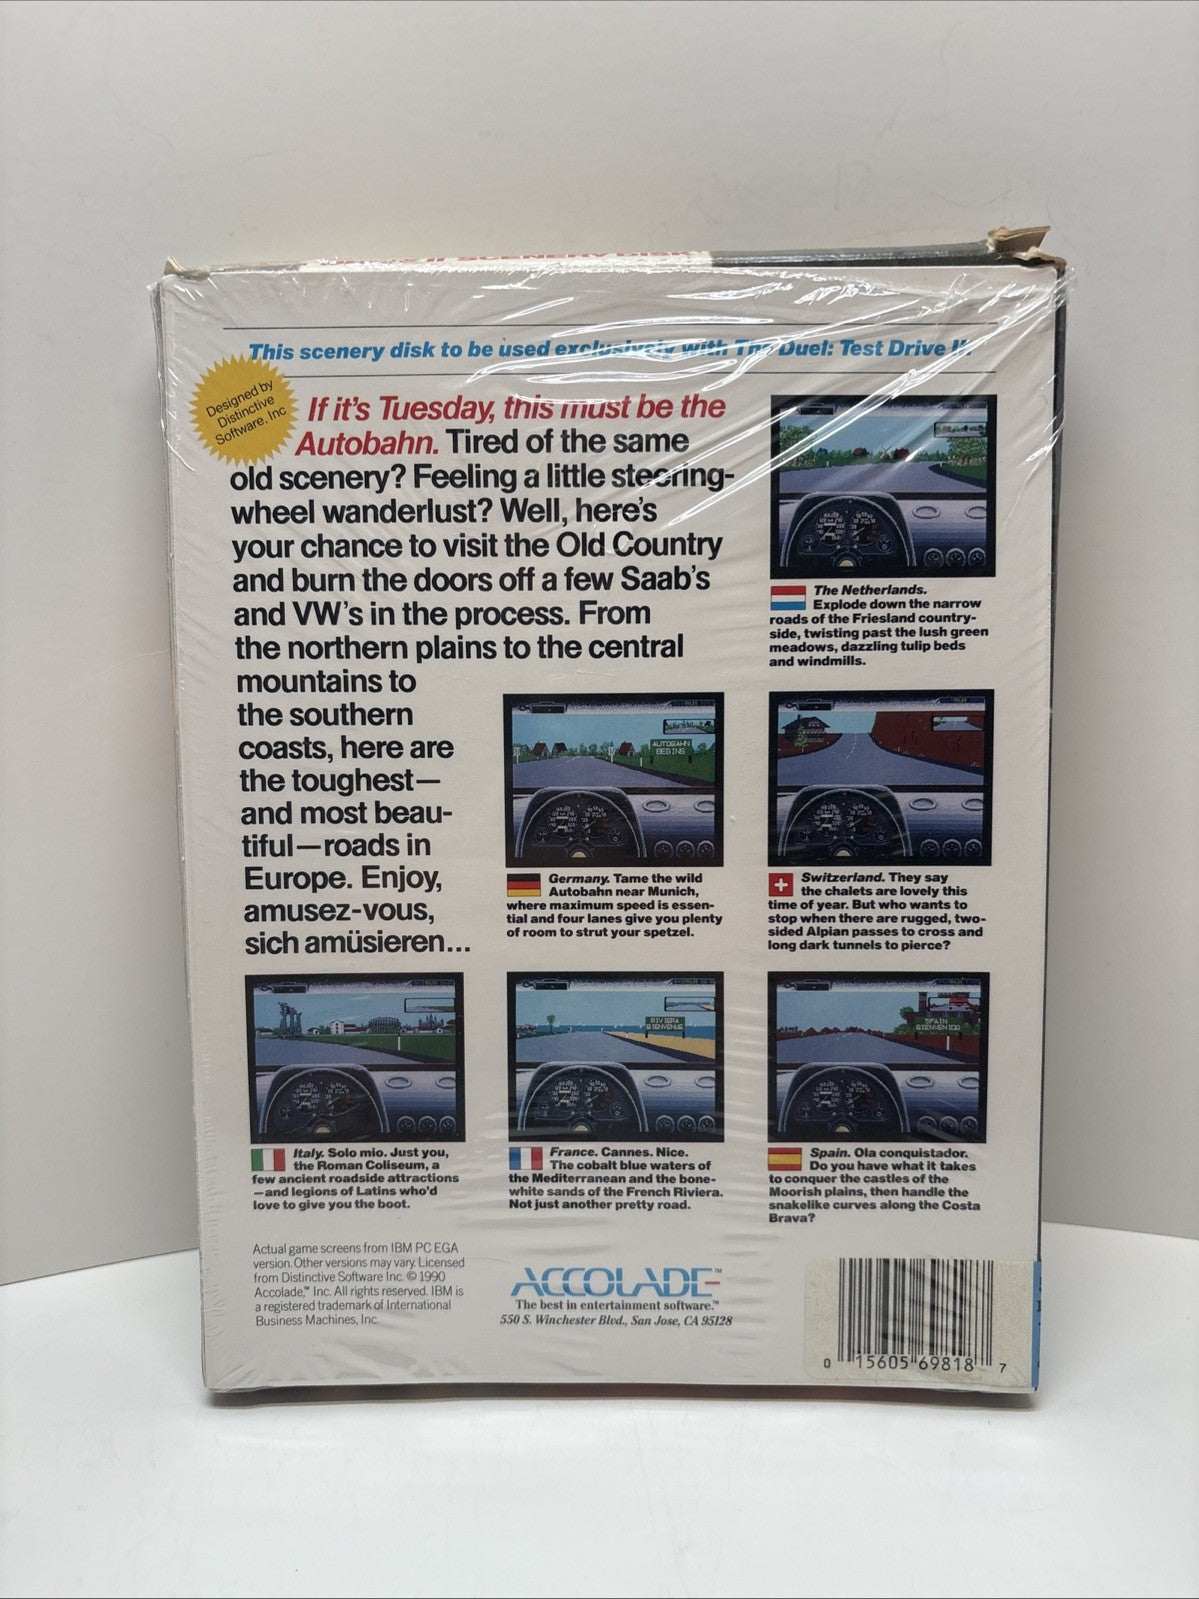 This scenery disk to be used exclusively with The Duel: Test Drive II.
Designed by
Distinctive
Software, Inc
If it's Tuesday, this must be the
Autobahn. Tired of the same
old scenery? Feeling a little steering-
wheel wanderlust? Well, here's
your chance to visit the Old Country
and burn the doors off a few Saab's
and VW's in the process. From
the northern plains to the central
mountains to
the southern
coasts, here are
the toughest—
and most beau-
tiful—roads in
Europe. Enjoy,
amusez-vous,
sich amüsieren...
The Netherlands.
Explode down the narrow
roads of the Friesland country-
side, twisting past the lush green
meadows, dazzling tulip beds
and windmills.
AUTOBAHN
BEGINS
Germany. Tame the wild
Autobahn near Munich,
where maximum speed is essen-
tial and four lanes give you plenty
of room to strut your spetzel.
Switzerland. They say
the chalets are lovely this
time of year. But who wants to
stop when there are rugged, two-
sided Alpian passes to cross and
long dark tunnels to pierce?
Italy. Solo mio. Just you,
the Roman Coliseum, a
few ancient roadside attractions
—and legions of Latins who'd
love to give you the boot.
RIVIERA
BIENVENUE
France. Cannes. Nice.
The cobalt blue waters of
the Mediterranean and the bone-
white sands of the French Riviera.
Not just another pretty road.
SPAIN
BIENVENIDO
Spain. Ola conquistador.
Do you have what it takes
to conquer the castles of the
Moorish plains, then handle the
snakelike curves along the Costa
Brava?
Actual game screens from IBM PC EGA
version. Other versions may vary. Licensed
from Distinctive Software Inc. © 1990
Accolade,™ Inc. All rights reserved. IBM is
a registered trademark of International
Business Machines, Inc.
ACCOLADE™
The best in entertainment software.™
550 S. Winchester Blvd., San Jose, CA 95128
0 15605 69818 7